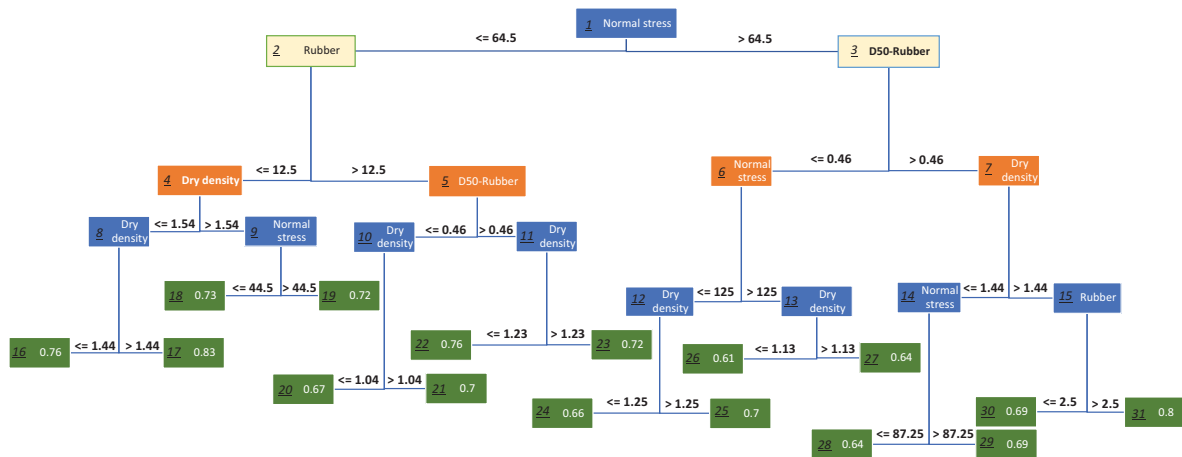 1 Normal stress
<= 64.5 > 64.5
2 Rubber
3 D50-Rubber
<= 12.5 > 12.5
<= 0.46 > 0.46
4 Dry density
5 D50-Rubber
6 Normal stress
7 Dry density
<= 1.54 > 1.54
<= 0.46 > 0.46
8 Dry density
9 Normal stress
10 Dry density
11 Dry density
<= 44.5 > 44.5
18 0.73
19 0.72
<= 125 > 125
<= 1.44 > 1.44
12 Dry density
13 Dry density
14 Normal stress
15 Rubber
<= 1.44 > 1.44
16 0.76
17 0.83
<= 1.23 > 1.23
22 0.76
23 0.72
<= 1.13 > 1.13
26 0.61
27 0.64
<= 1.04 > 1.04
20 0.67
21 0.7
<= 1.25 > 1.25
24 0.66
25 0.7
<= 2.5 > 2.5
30 0.69
31 0.8
<= 87.25 > 87.25
28 0.64
29 0.69